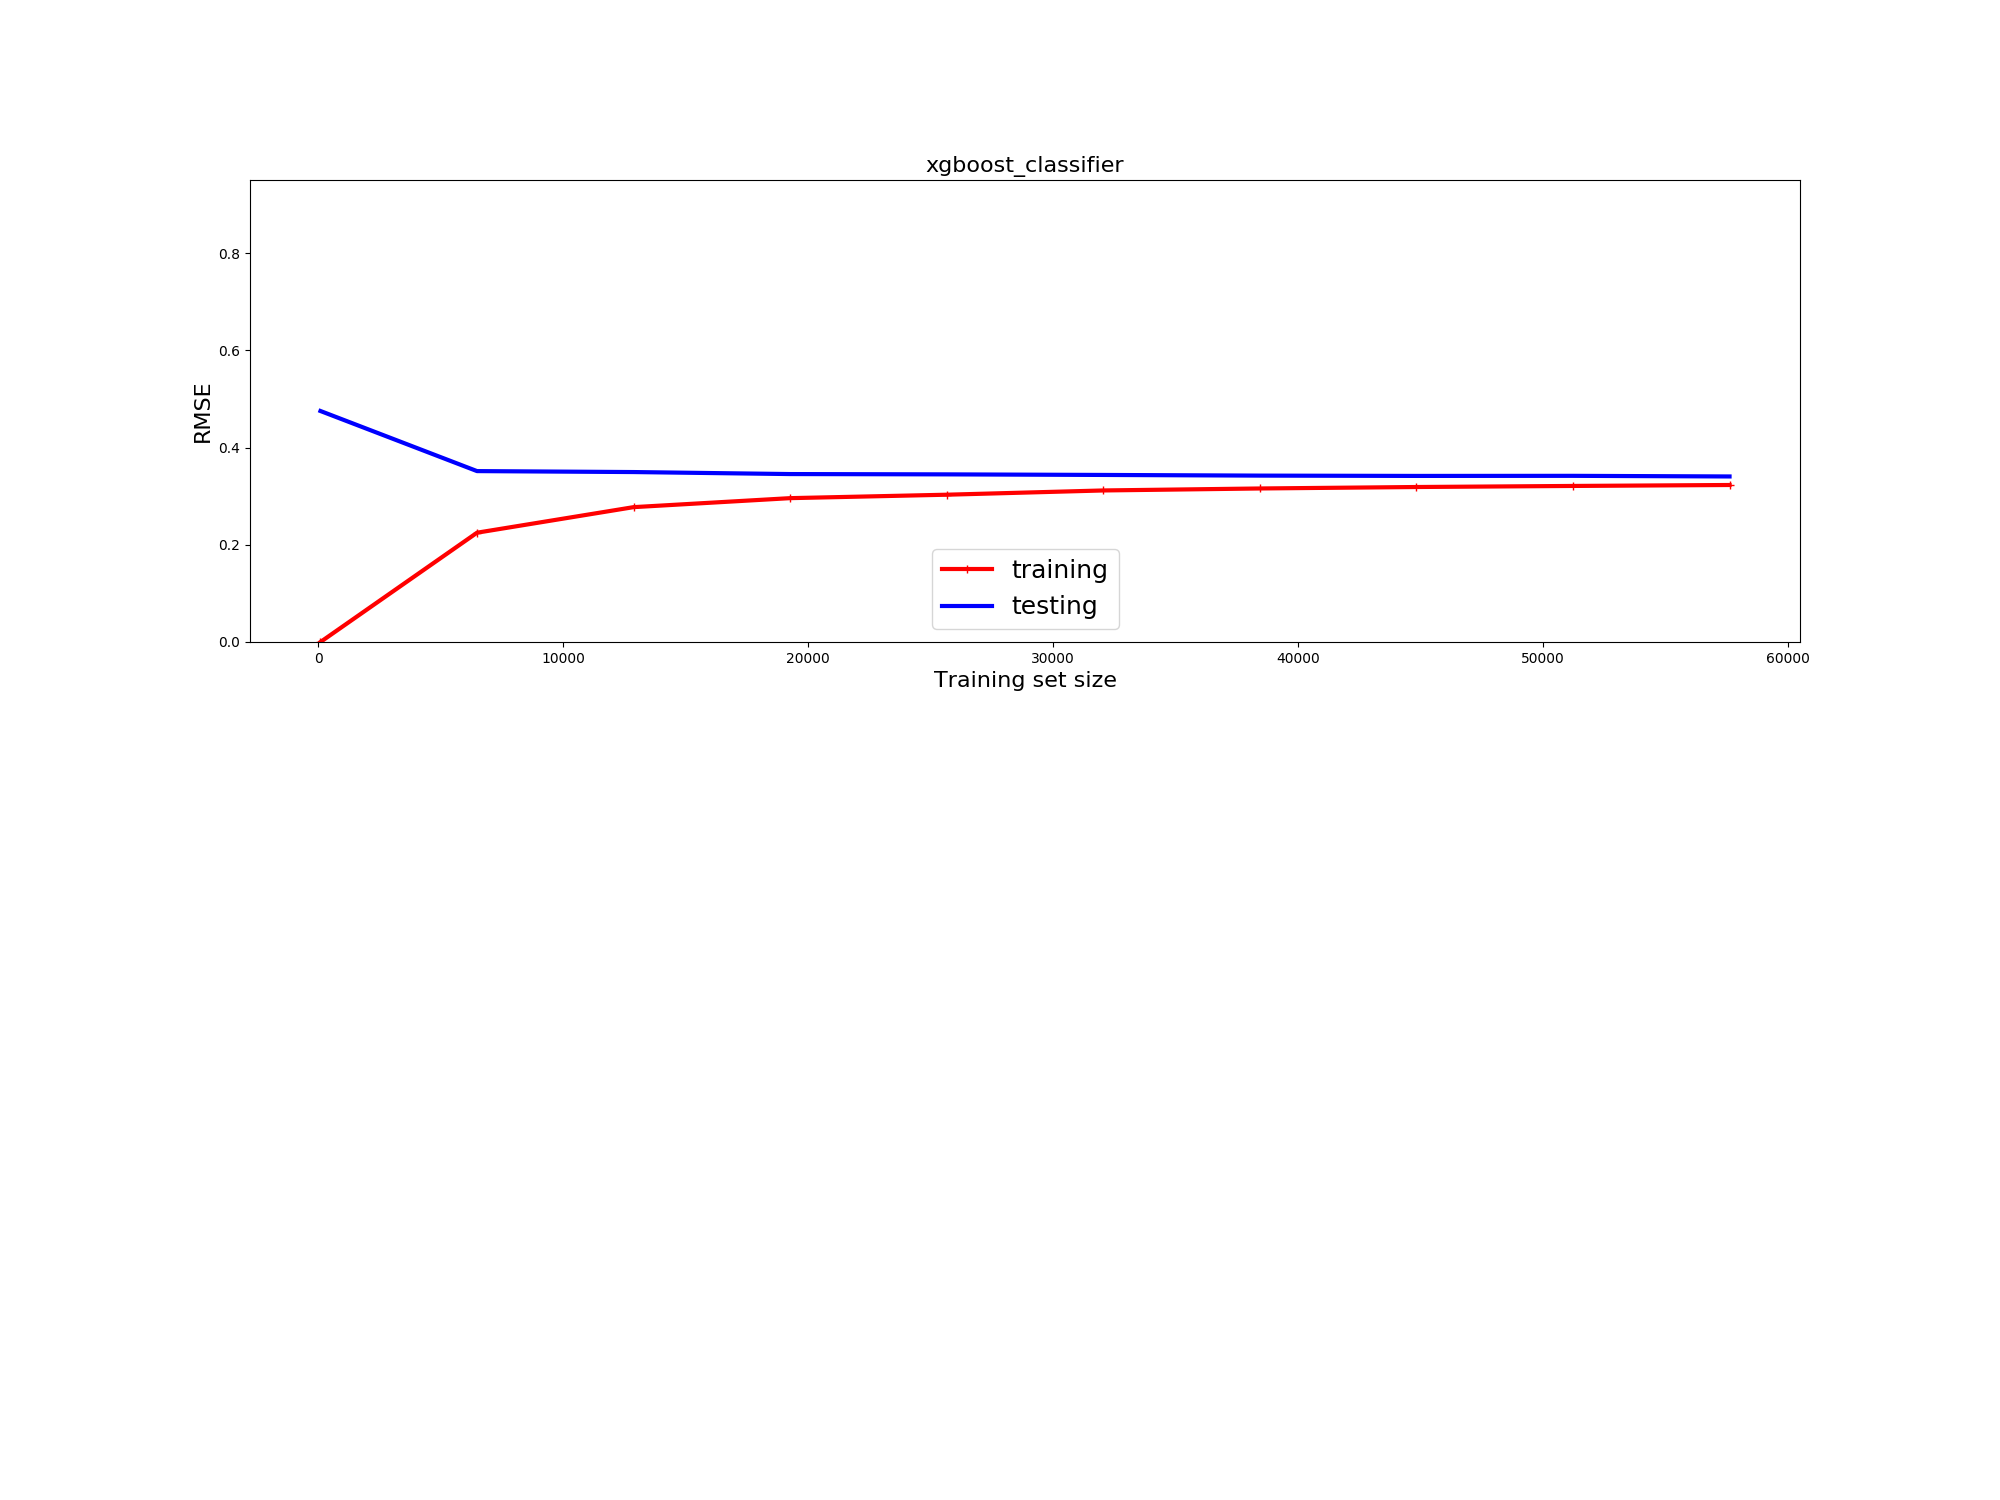 xgboost_classifier
0.8
0.6
0.4
0.2
0.0
RMSE
training
testing
0 10000 20000 30000 40000 50000 60000
Training set size